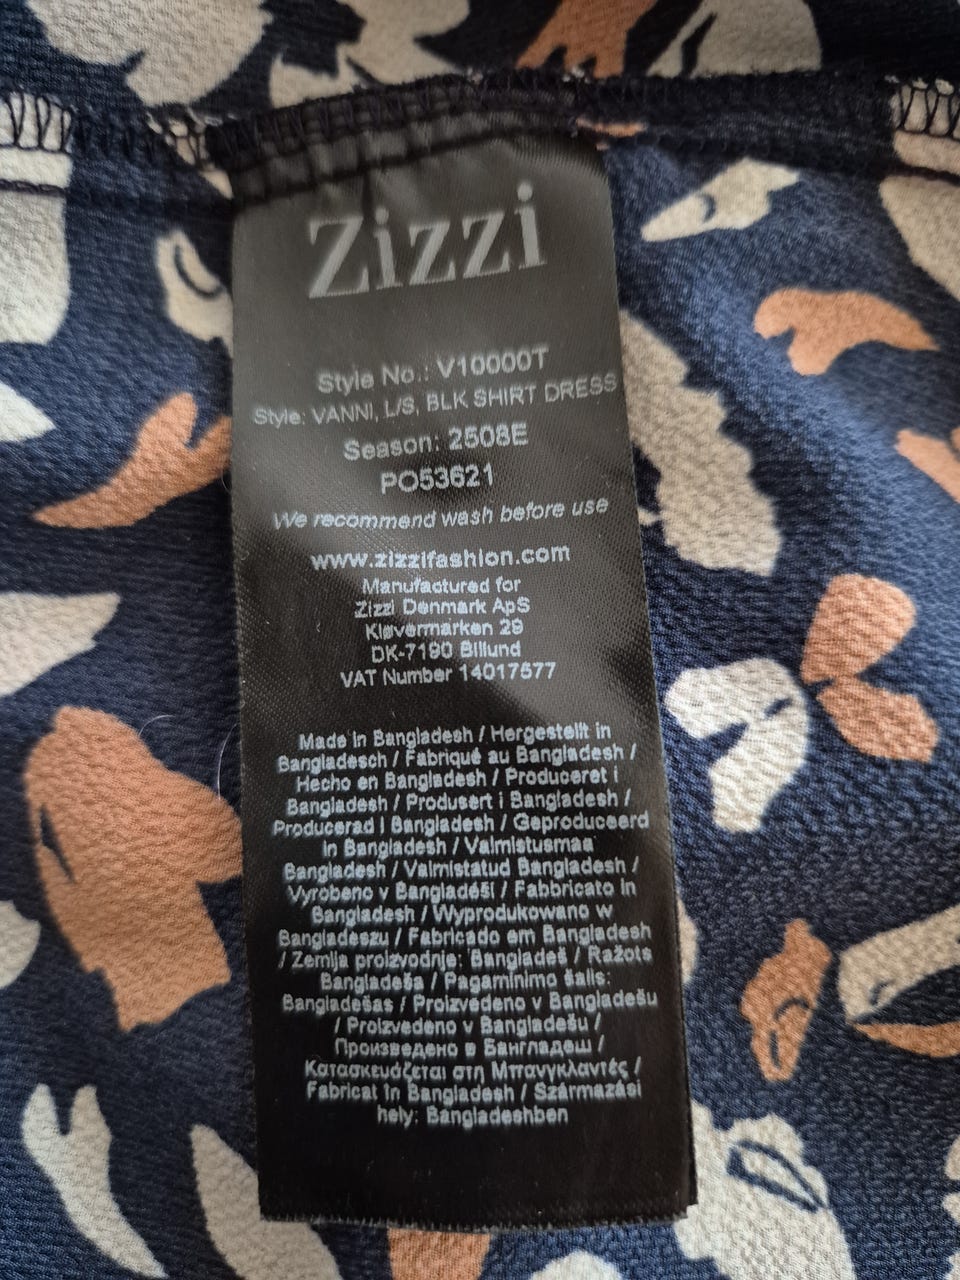 Zizzi
Style No.: V10000T
Style: VANNI, L/S, BLK SHIRT DRESS
Season: 2508E
PO53621
We recommend wash before use
www.zizzifashion.com
Manufactured for
Zizzi Denmark ApS
Kløvermarken 29
DK-7190 Billund
VAT Number 14017577
Made in Bangladesh / Hergestellt in
Bangladesch / Fabriqué au Bangladesh /
Hecho en Bangladesh / Produceret i
Bangladesh / Produsert i Bangladesh /
Producerad i Bangladesh / Geproduceerd
in Bangladesh / Valmistusmaa
Bangladesh / Valmistatud Bangladesh /
Vyrobeno v Bangladéši / Fabbricato in
Bangladesh / Wyprodukowano w
Bangladeszu / Fabricado em Bangladesh
/ Zemlja proizvodnje: Bangladeš / Ražots
Bangladeša / Pagaminimo šalis:
Bangladešas / Proizvedeno v Bangladešu
/ Proizvedeno v Bangladešu /
Произведено в Бангладеш /
Κατασκευάζεται στη Μπανγκλαντές /
Fabricat în Bangladesh / Származási
hely: Bangladeshben